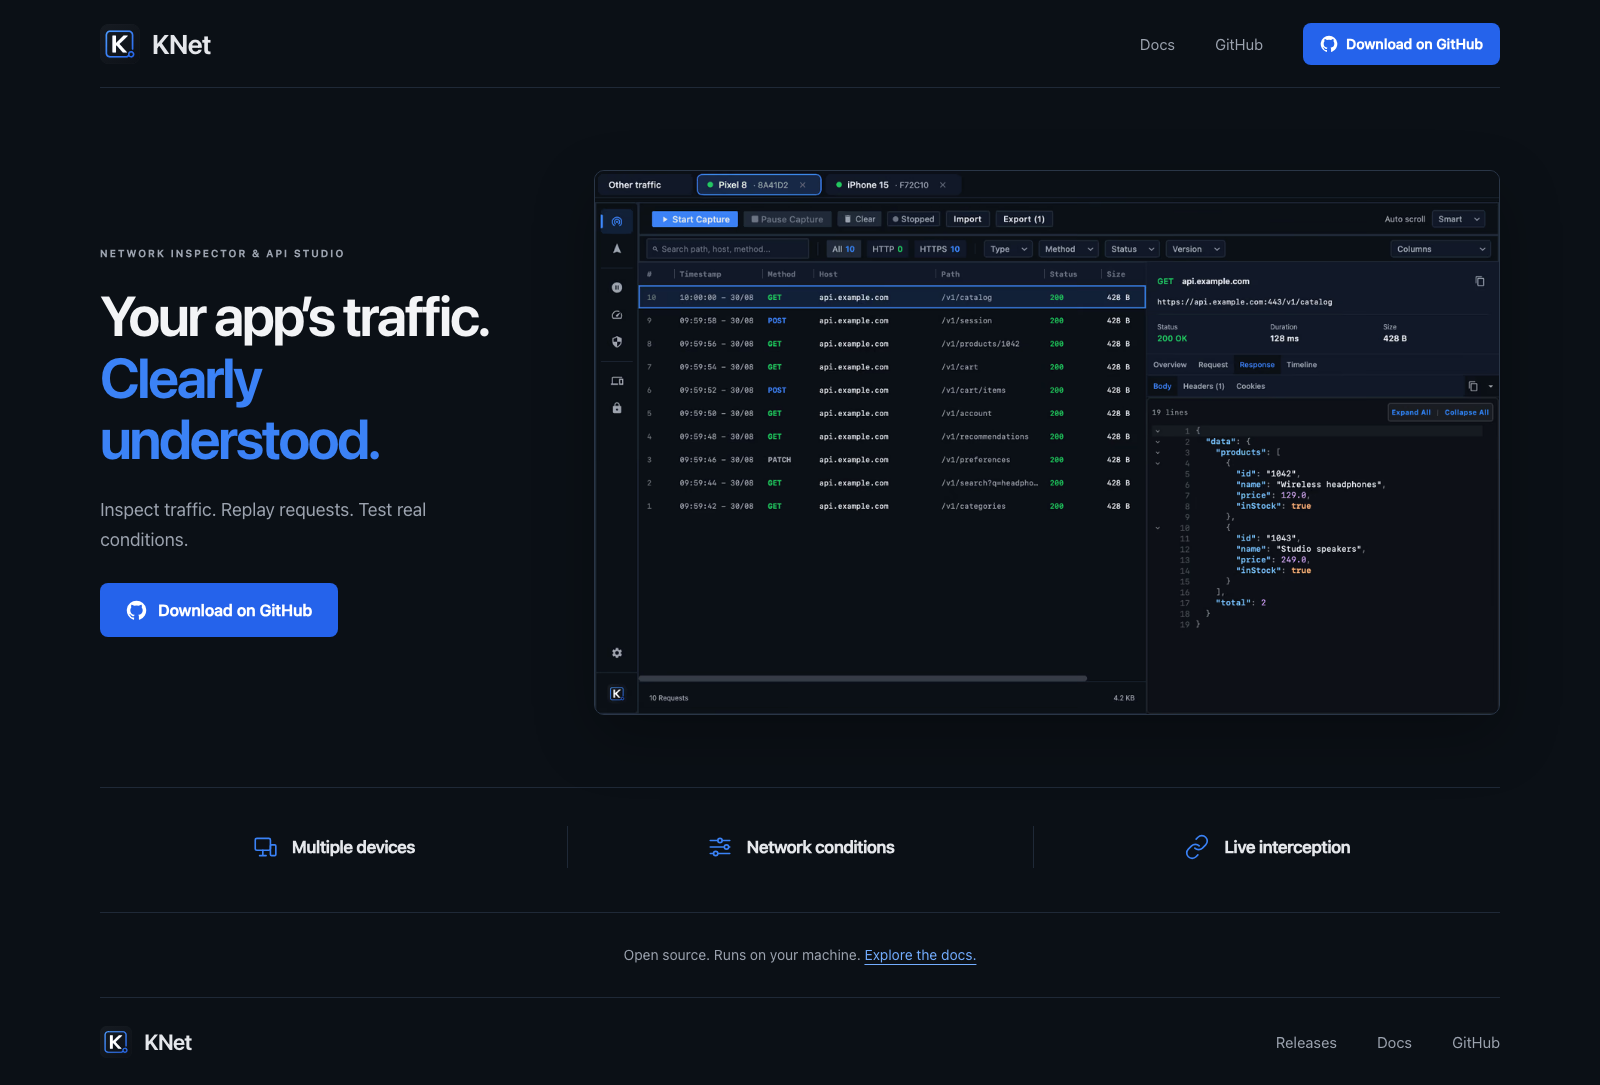 K KNet
Docs
GitHub
Download on GitHub
NETWORK INSPECTOR & API STUDIO
Your app’s traffic.
Clearly
understood.
Inspect traffic. Replay requests. Test real
conditions.
Download on GitHub
Other traffic
Pixel 8 · 8A41D2 ×
iPhone 15 · F72C10 ×
Start Capture
Pause Capture
Clear
Stopped
Import
Export (1)
Auto scroll
Smart
Search path, host, method...
All 10
HTTP 0
HTTPS 10
Type
Method
Status
Version
Columns
# Timestamp Method Host Path Status Size
10 10:00:00 – 30/08 GET api.example.com /v1/catalog 200 428 B
9 09:59:58 – 30/08 POST api.example.com /v1/session 200 428 B
8 09:59:56 – 30/08 GET api.example.com /v1/products/1042 200 428 B
7 09:59:54 – 30/08 GET api.example.com /v1/cart 200 428 B
6 09:59:52 – 30/08 POST api.example.com /v1/cart/items 200 428 B
5 09:59:50 – 30/08 GET api.example.com /v1/account 200 428 B
4 09:59:48 – 30/08 GET api.example.com /v1/recommendations 200 428 B
3 09:59:46 – 30/08 PATCH api.example.com /v1/preferences 200 428 B
2 09:59:44 – 30/08 GET api.example.com /v1/search?q=headpho… 200 428 B
1 09:59:42 – 30/08 GET api.example.com /v1/categories 200 428 B
K
10 Requests
4.2 KB
GET api.example.com
https://api.example.com:443/v1/catalog
Status Duration Size
200 OK 128 ms 428 B
Overview Request Response Timeline
Body Headers (1) Cookies
19 lines
Expand All | Collapse All
1 {
2 "data": {
3 "products": [
4 {
5 "id": "1042",
6 "name": "Wireless headphones",
7 "price": 129.0,
8 "inStock": true
9 },
10 {
11 "id": "1043",
12 "name": "Studio speakers",
13 "price": 249.0,
14 "inStock": true
15 }
16 ],
17 "total": 2
18 }
19 }
Multiple devices
Network conditions
Live interception
Open source. Runs on your machine. Explore the docs.
K KNet
Releases
Docs
GitHub